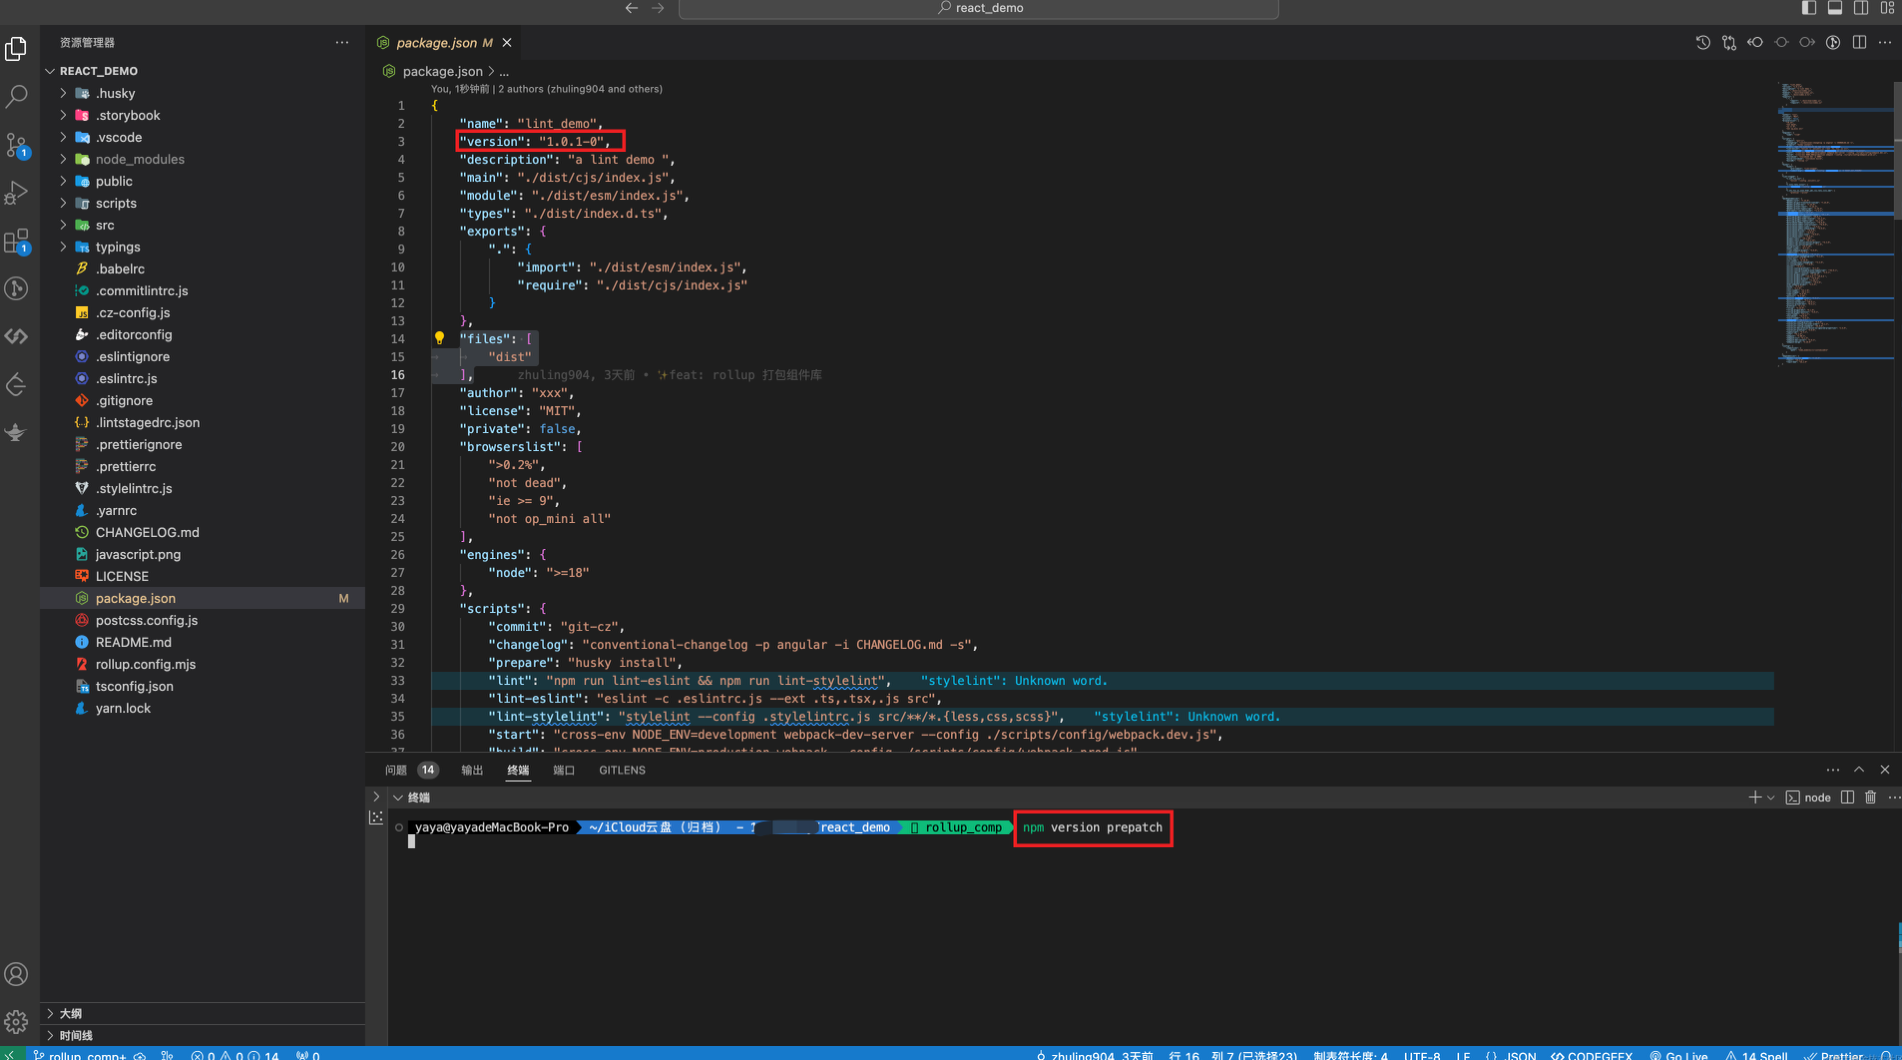 react_demo
资源管理器
package.json M
REACT_DEMO
package.json > ...
You, 1秒钟前 | 2 authors (zhuling904 and others)
.husky
.storybook
.vscode
node_modules
public
scripts
src
typings
.babelrc
.commitlintrc.js
.cz-config.js
.editorconfig
.eslintignore
.eslintrc.js
.gitignore
.lintstagedrc.json
.prettierignore
.prettierrc
.stylelintrc.js
.yarnrc
CHANGELOG.md
javascript.png
LICENSE
package.json M
postcss.config.js
README.md
rollup.config.mjs
tsconfig.json
yarn.lock
大纲
时间线
1 {
2 "name": "lint_demo",
3 "version": "1.0.1-0",
4 "description": "a lint demo ",
5 "main": "./dist/cjs/index.js",
6 "module": "./dist/esm/index.js",
7 "types": "./dist/index.d.ts",
8 "exports": {
9 ".": {
10 "import": "./dist/esm/index.js",
11 "require": "./dist/cjs/index.js"
12 }
13 },
14 "files": [
15 "dist"
16 ], zhuling904, 3天前 • ✨feat: rollup 打包组件库
17 "author": "xxx",
18 "license": "MIT",
19 "private": false,
20 "browserslist": [
21 ">0.2%",
22 "not dead",
23 "ie >= 9",
24 "not op_mini all"
25 ],
26 "engines": {
27 "node": ">=18"
28 },
29 "scripts": {
30 "commit": "git-cz",
31 "changelog": "conventional-changelog -p angular -i CHANGELOG.md -s",
32 "prepare": "husky install",
33 "lint": "npm run lint-eslint && npm run lint-stylelint", "stylelint": Unknown word.
34 "lint-eslint": "eslint -c .eslintrc.js --ext .ts,.tsx,.js src",
35 "lint-stylelint": "stylelint --config .stylelintrc.js src/**/*.{less,css,scss}", "stylelint": Unknown word.
36 "start": "cross-env NODE_ENV=development webpack-dev-server --config ./scripts/config/webpack.dev.js",
37 "build": "cross-env NODE_ENV=production webpack --config ./scripts/config/webpack.prod.js"
问题 14 输出 终端 端口 GITLENS
终端
node
yaya@yayadeMacBook-Pro ~/iCloud云盘 (归档) - react_demo rollup_comp npm version prepatch
rollup_comp+ 0 0 14 0
zhuling904, 3天前 行 16, 列 7 (已选择23) 制表符长度: 4 UTF-8 LF {} JSON CODEGEEX Go Live 14 Spell Prettier